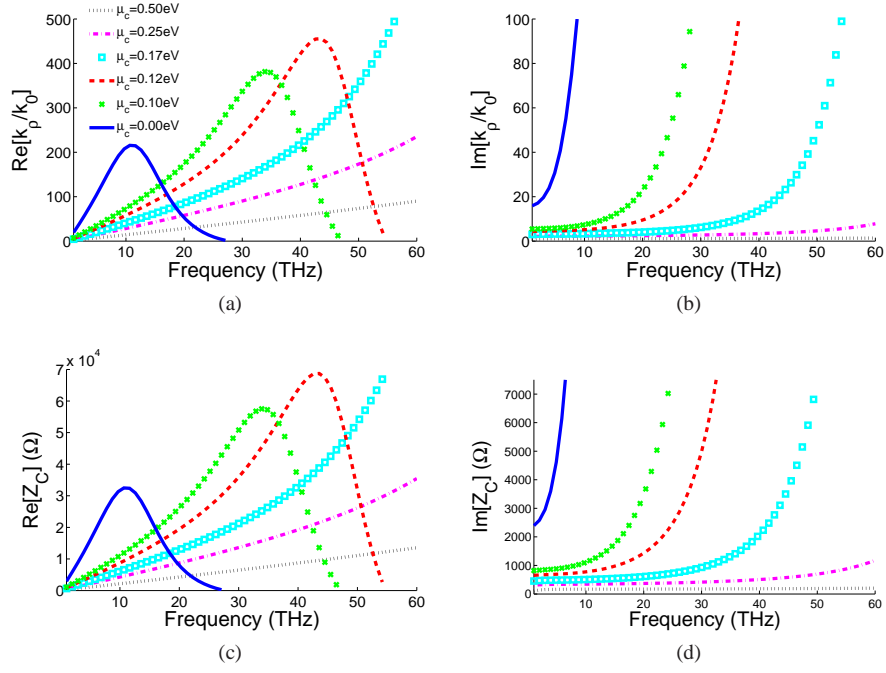 μc=0.50eV
μc=0.25eV
μc=0.17eV
μc=0.12eV
μc=0.10eV
μc=0.00eV
500
400
300
200
100
0
Re[kρ/k0]
10 20 30 40 50 60
Frequency (THz)
(a)
100
80
60
40
20
0
Im[kρ/k0]
10 20 30 40 50 60
Frequency (THz)
(b)
x 10^4
7
6
5
4
3
2
1
0
Re[ZC] (Ω)
10 20 30 40 50 60
Frequency (THz)
(c)
7000
6000
5000
4000
3000
2000
1000
0
Im[ZC] (Ω)
10 20 30 40 50 60
Frequency (THz)
(d)